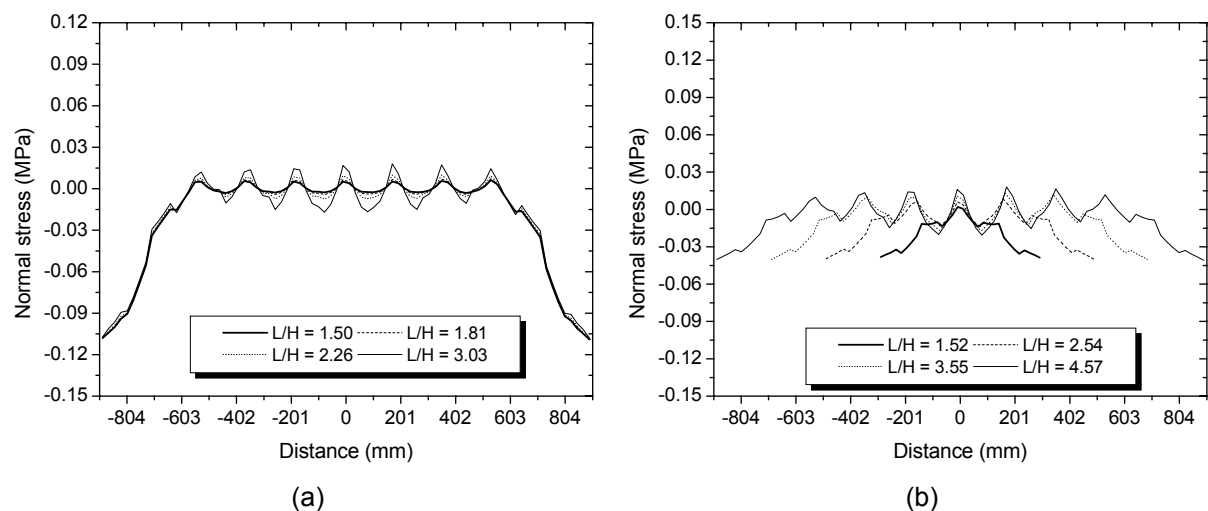 0.12
0.09
0.06
0.03
0.00
-0.03
-0.06
-0.09
-0.12
-0.15
Normal stress (MPa)
L/H = 1.50 L/H = 1.81
L/H = 2.26 L/H = 3.03
-804 -603 -402 -201 0 201 402 603 804
Distance (mm)
(a)
0.15
0.12
0.09
0.06
0.03
0.00
-0.03
-0.06
-0.09
-0.12
-0.15
Normal stress (MPa)
L/H = 1.52 L/H = 2.54
L/H = 3.55 L/H = 4.57
-804 -603 -402 -201 0 201 402 603 804
Distance (mm)
(b)